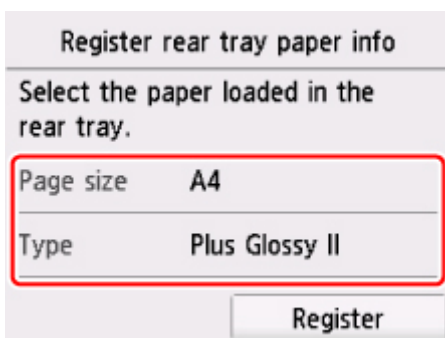 Register rear tray paper info
Select the paper loaded in the
rear tray.
Page size A4
Type Plus Glossy II
Register